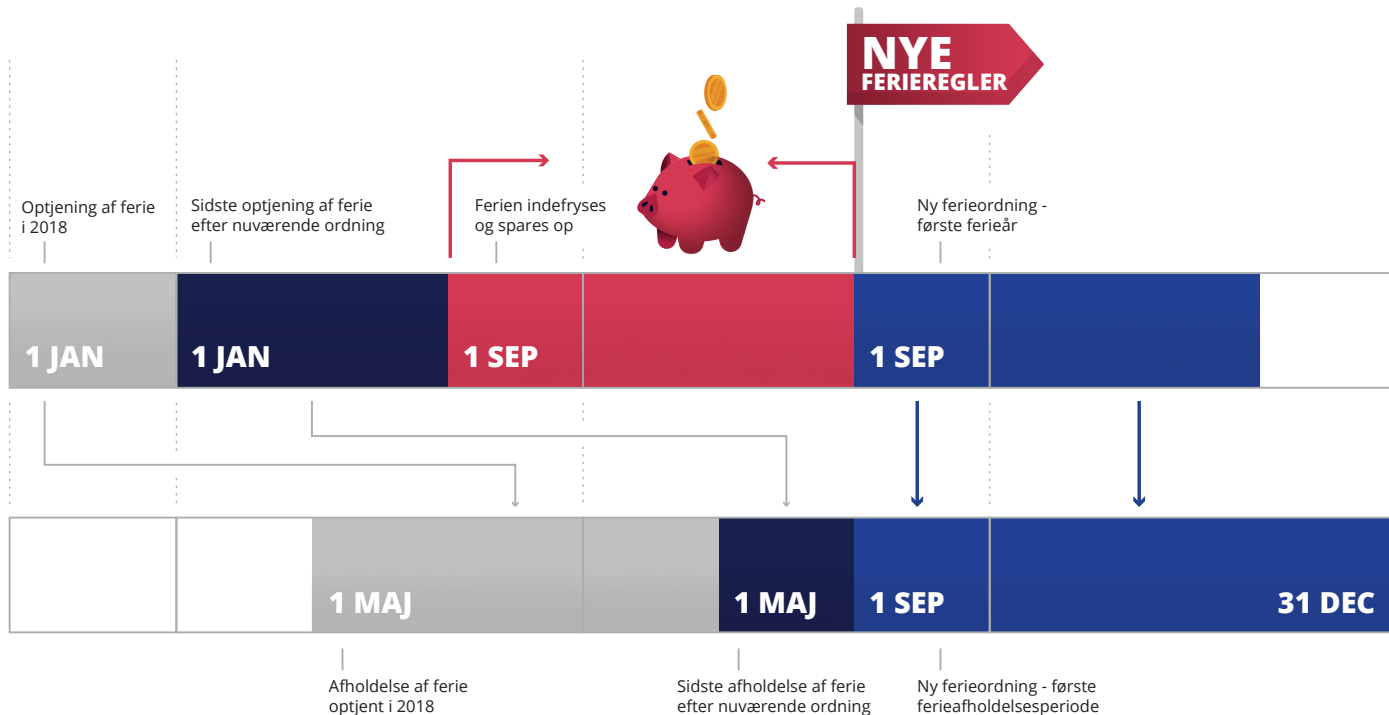 NYE
FERIEREGLER
Optjening af ferie
i 2018
Sidste optjening af ferie
efter nuværende ordning
Ferien indefryses
og spares op
Ny ferieordning -
første ferieår
1 JAN
1 JAN
1 SEP
1 SEP
1 MAJ
1 MAJ
1 SEP
31 DEC
Afholdelse af ferie
optjent i 2018
Sidste afholdelse af ferie
efter nuværende ordning
Ny ferieordning - første
ferieafholdelsesperiode